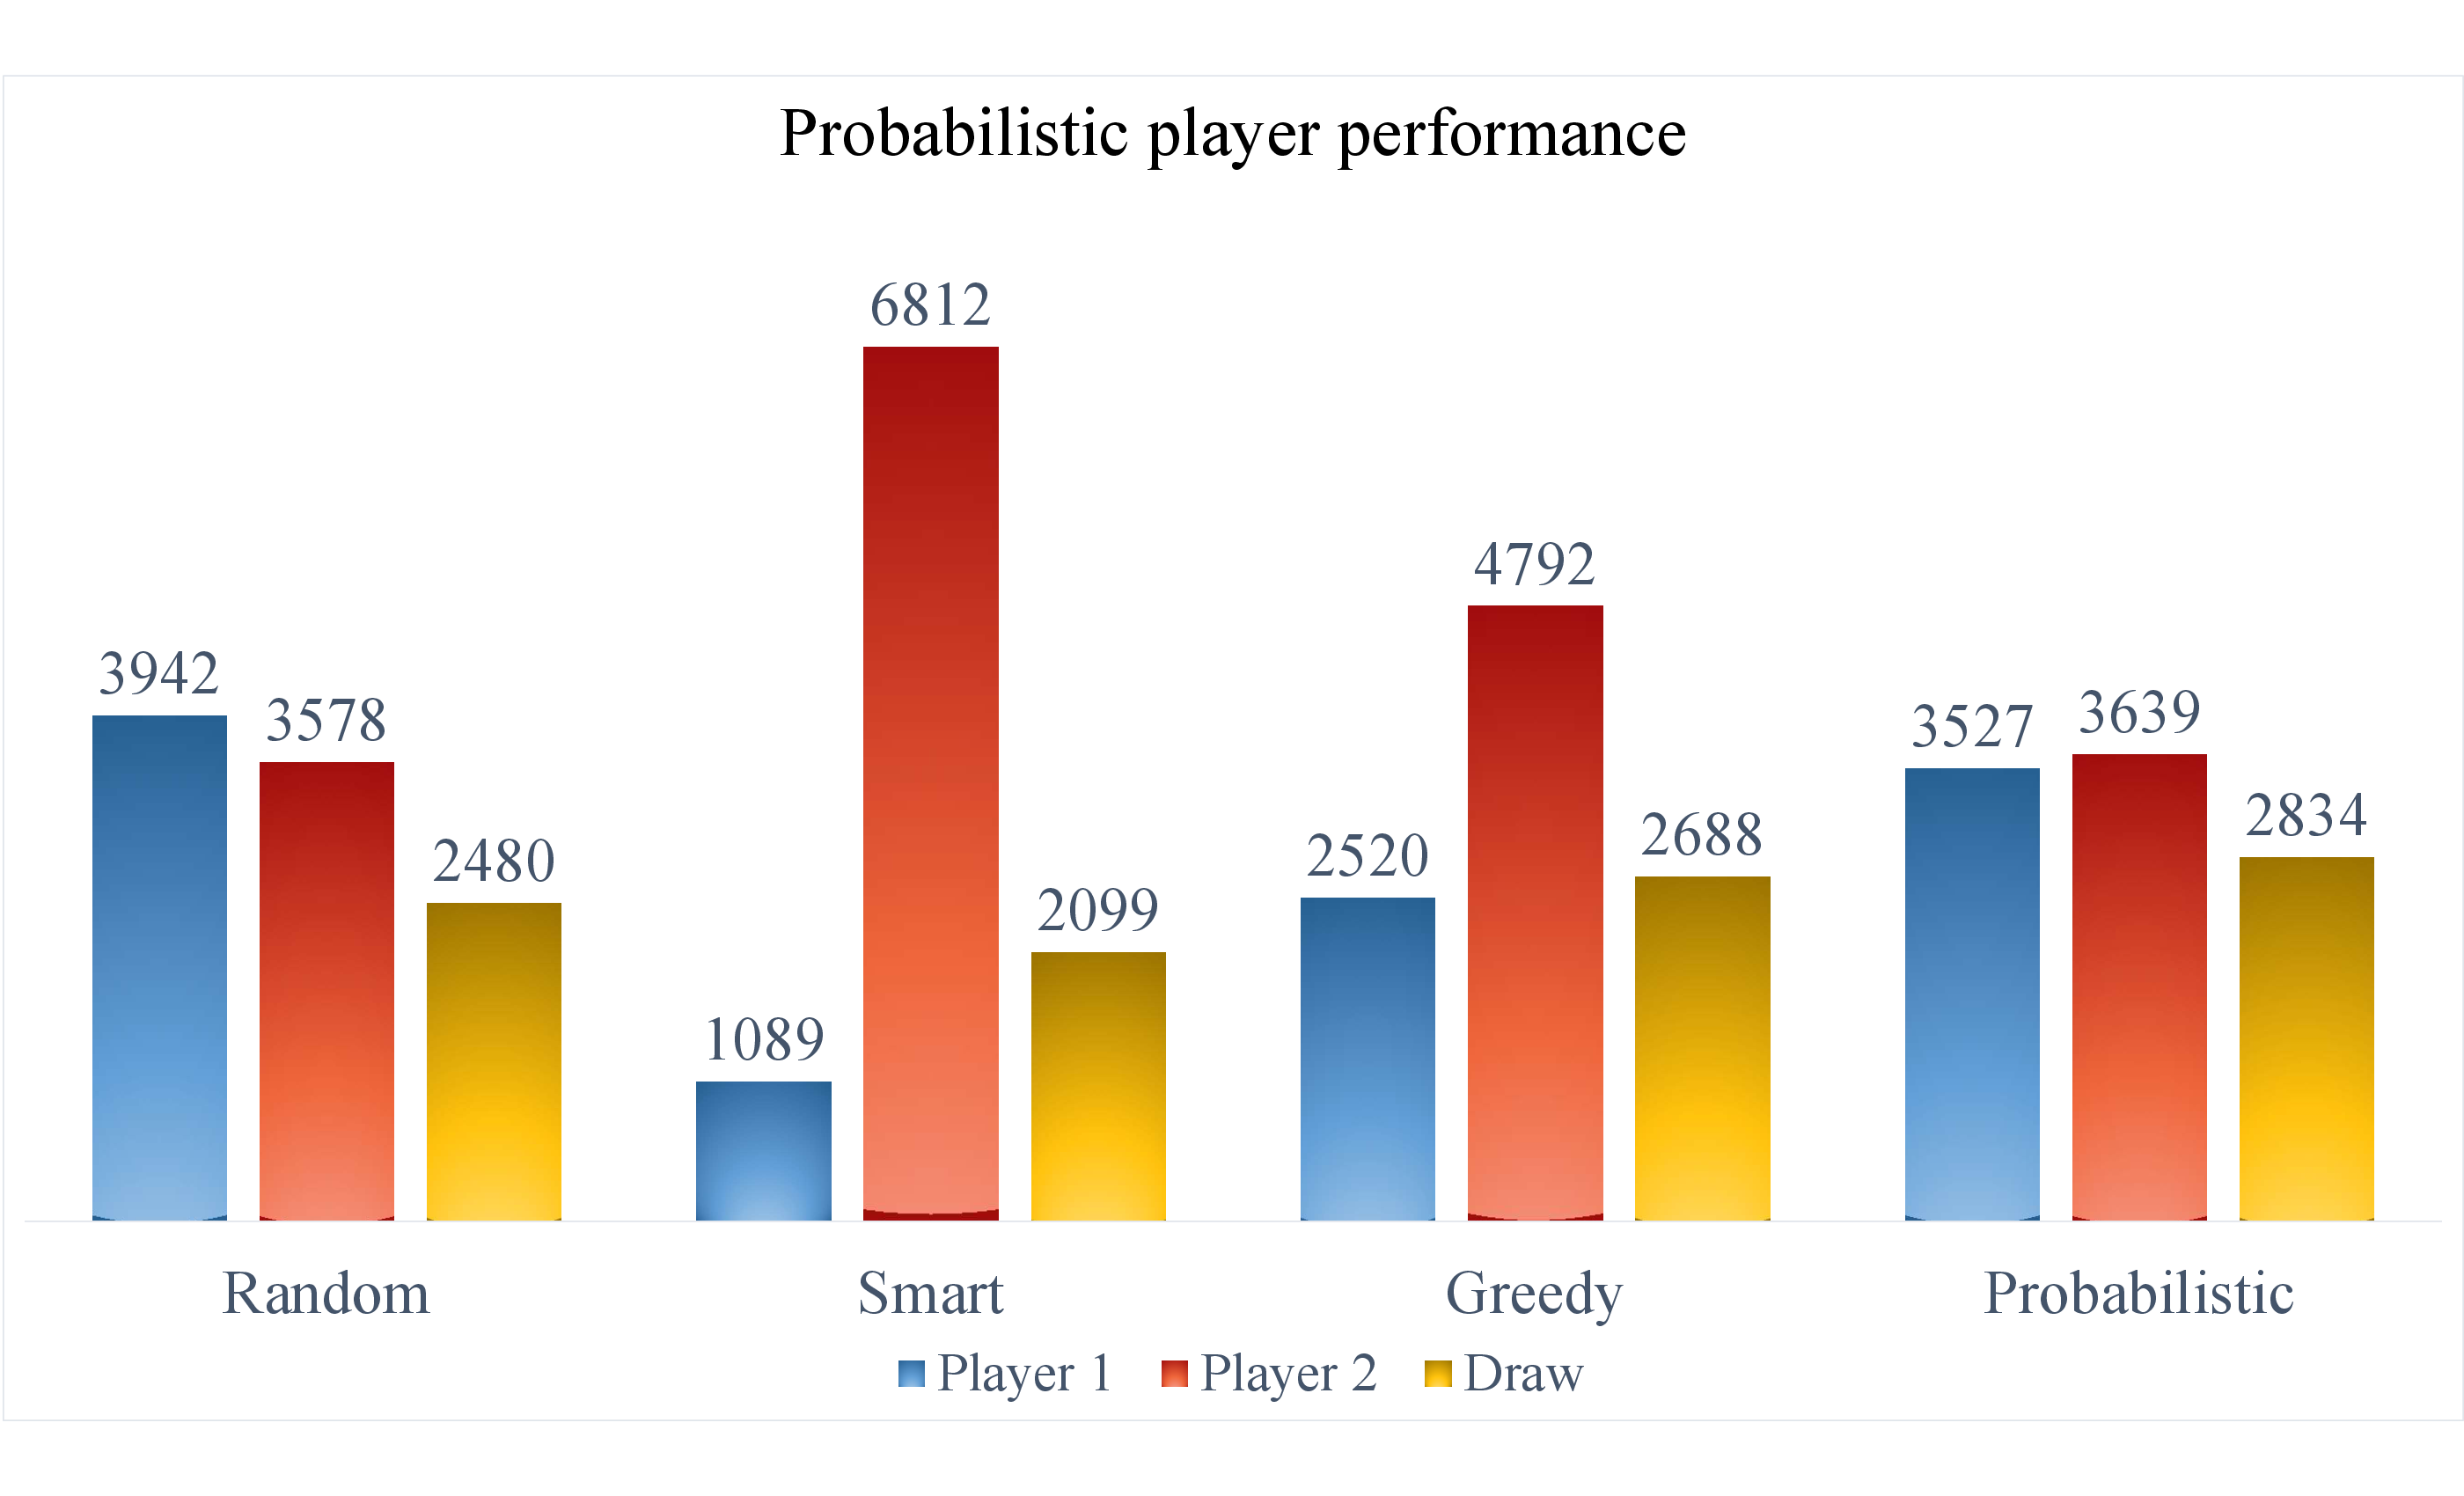 Probabilistic player perfomance
3942 3578 2480
1089 6812 2099
2520 4792 2688
3527 3639 2834
Random Smart Greedy Probabilistic
Player 1 Player 2 Draw